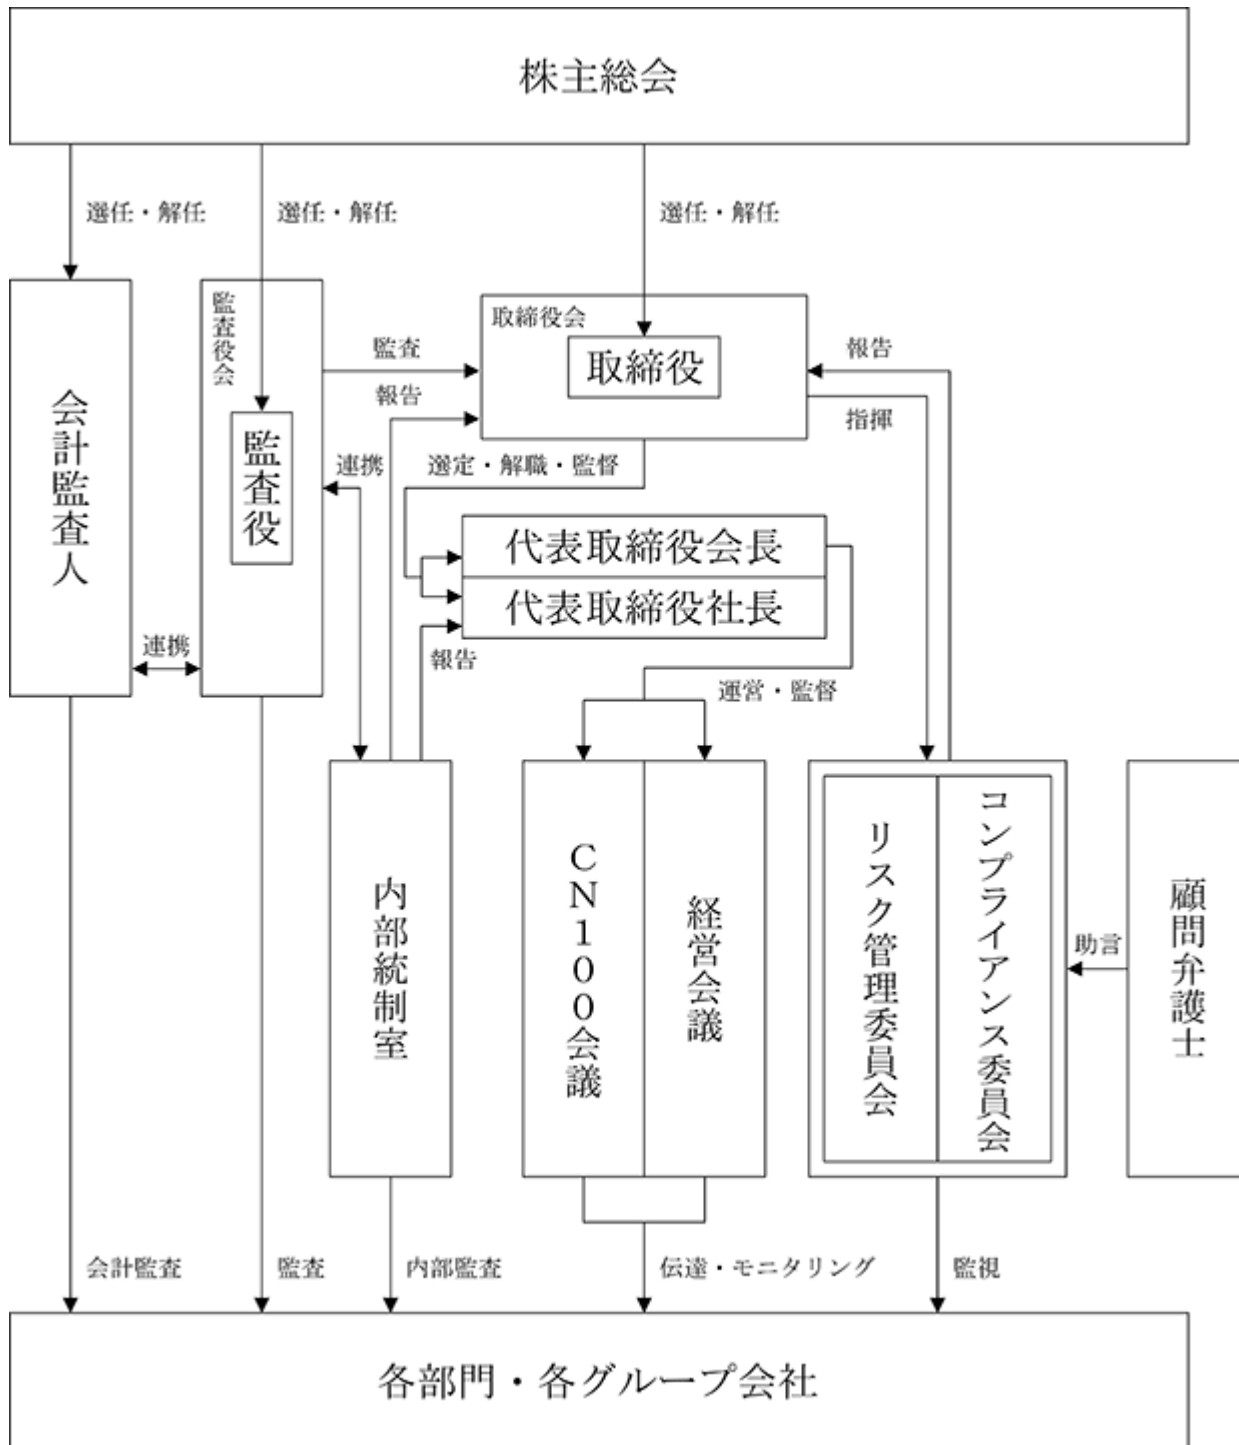 株主総会
選任・解任
選任・解任
選任・解任
会計監査人
監査役会
監査役
取締役会
取締役
監査
報告
報告
指揮
連携
選定・解職・監督
代表取締役会長
代表取締役社長
連携
報告
運営・監督
内部統制室
CN100会議
経営会議
リスク管理委員会
コンプライアンス委員会
助言
顧問弁護士
会計監査
監査
内部監査
伝達・モニタリング
監視
各部門・各グループ会社